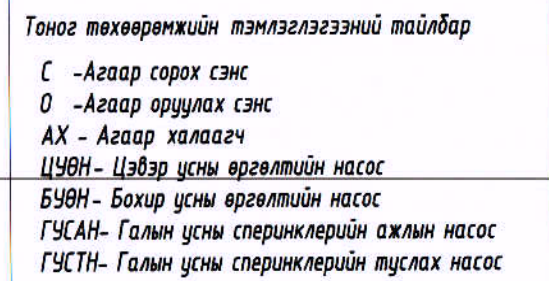 Тоног төхөөрөмжийн тэмлэглэгээний тайлбар
С -Агаар сорох сэнс
О -Агаар оруулах сэнс
АХ - Агаар халаагч
ЦУӨН- Цэвэр усны өргөлтийн насос
БУӨН- Бохир усны өргөлтийн насос
ГУСАН- Галын усны сперинклерийн ажлын насос
ГУСТН- Галын усны сперинклерийн туслах насос